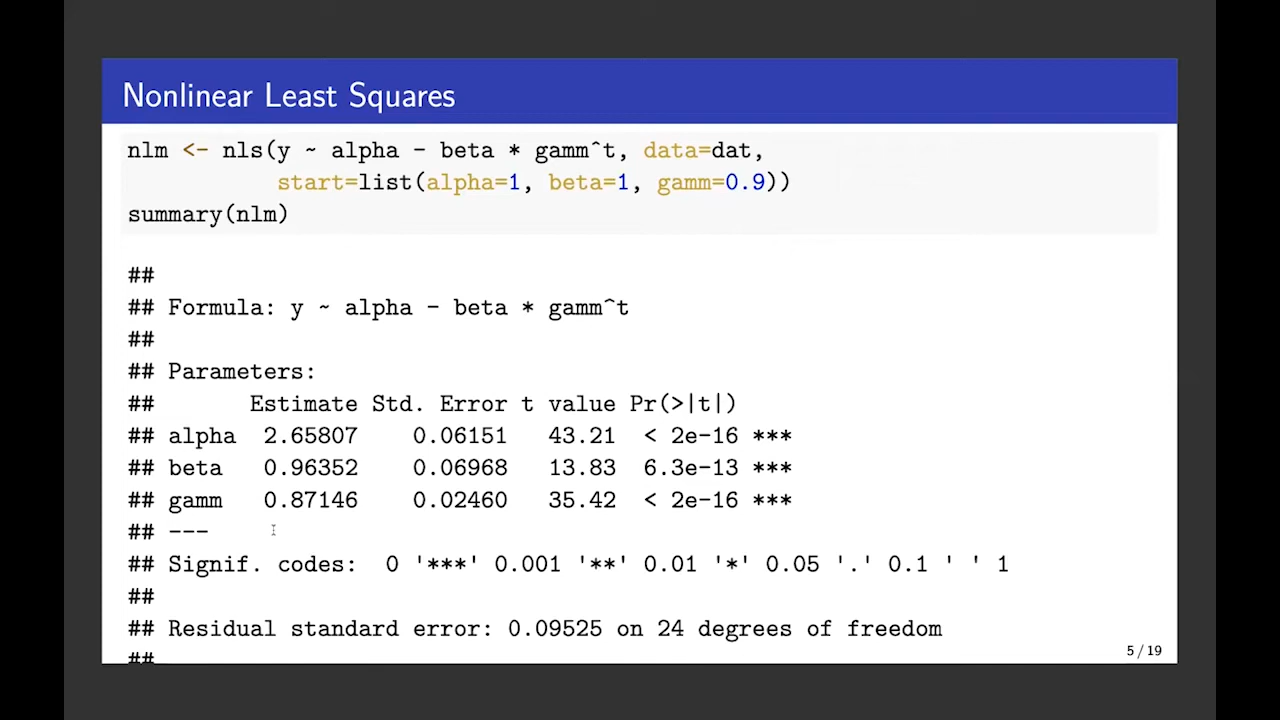 Nonlinear Least Squares
nlm <- nls(y ~ alpha - beta * gamm^t, data=dat,
start=list(alpha=1, beta=1, gamm=0.9))
summary(nlm)
##
## Formula: y ~ alpha - beta * gamm^t
##
## Parameters:
## Estimate Std. Error t value Pr(>|t|)
## alpha 2.65807 0.06151 43.21 < 2e-16 ***
## beta 0.96352 0.06968 13.83 6.3e-13 ***
## gamm 0.87146 0.02460 35.42 < 2e-16 ***
## ---
## Signif. codes: 0 '***' 0.001 '**' 0.01 '*' 0.05 '.' 0.1 ' ' 1
##
## Residual standard error: 0.09525 on 24 degrees of freedom
##
5 / 19